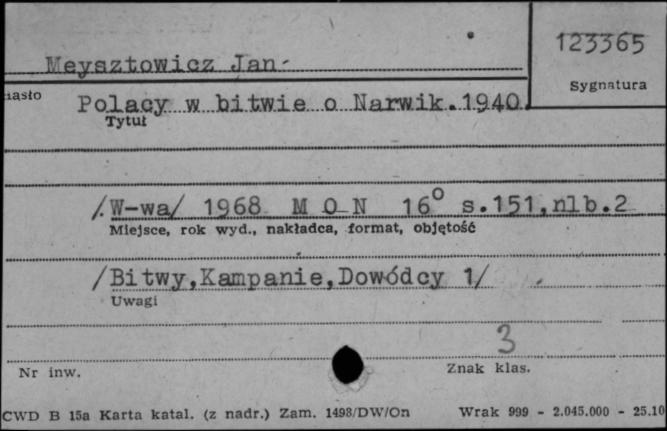 123365
Meysztowicz Jan
Sygnatura
Polacy w bitwie o Narwik.1940.
Tytuł
/.W-wa/ 1968 M O N 16° s.151,nlb.2
Miejsce, rok wyd., nakładca, format, objętość
/Bitwy,Kampanie,Dowódcy 1/
Uwagi
3
Nr inw. Znak klas.
CWD B 15a Karta katal. (z nadr.) Zam. 1493/DW/On Wrak 999 - 2.045.000 - 25.10